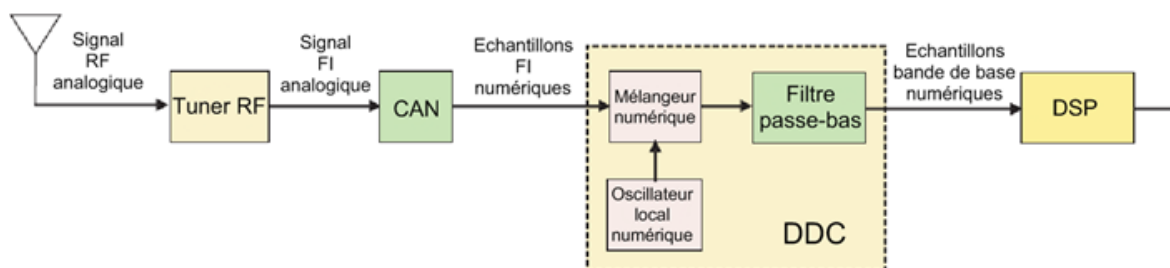 Signal
RF
analogique
Tuner RF
Signal
FI
analogique
CAN
Echantillons
FI
numériques
Mélangeur
numérique
Oscillateur
local
numérique
Filtre
passe-bas
DDC
Echantillons
bande de base
numériques
DSP